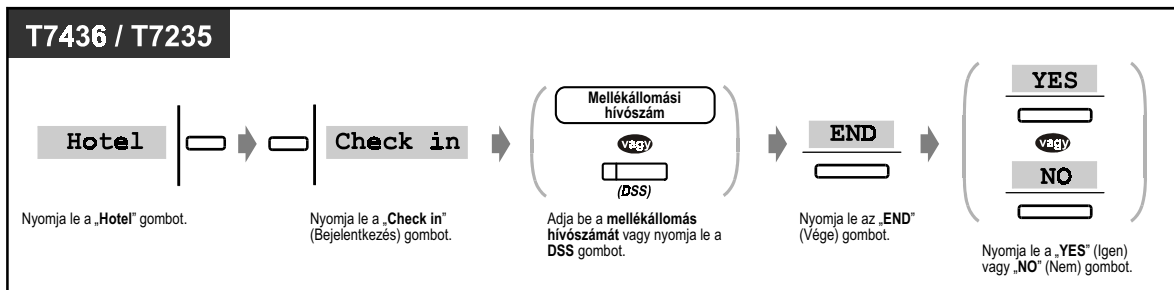 T7436 / T7235
Hotel
Check in
Mellékállomási
hívószám
vagy
(DSS)
END
YES
vagy
NO
Nyomja le a „Hotel” gombot.
Nyomja le a „Check in”
(Bejelentkezés) gombot.
Adja be a mellékállomás
hívószámát vagy nyomja le a
DSS gombot.
Nyomja le az „END”
(Vége) gombot.
Nyomja le a „YES” (Igen)
vagy „NO” (Nem) gombot.